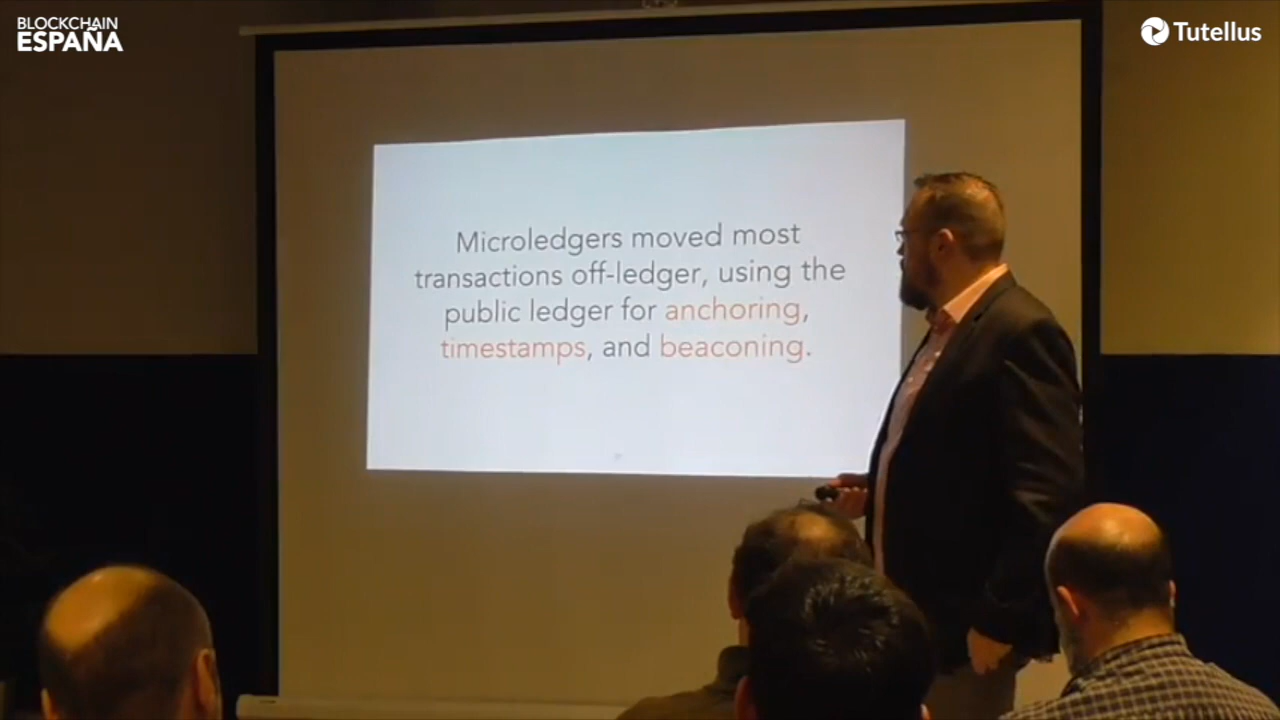 BLOCKCHAIN
ESPAÑA
Tutellus
Microledgers moved most
transactions off-ledger, using the
public ledger for anchoring,
timestamps, and beaconing.